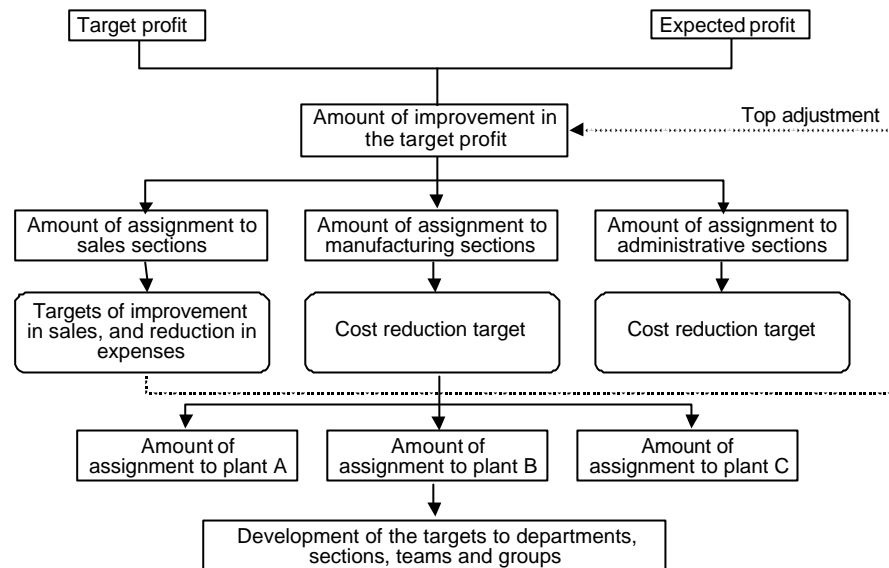 Target profit
Expected profit
Amount of improvement in
the target profit
Top adjustment
Amount of assignment to
sales sections
Amount of assignment to
manufacturing sections
Amount of assignment to
administrative sections
Targets of improvement
in sales, and reduction in
expenses
Cost reduction target
Cost reduction target
Amount of
assignment to plant A
Amount of
assignment to plant B
Amount of
assignment to plant C
Development of the targets to departments,
sections, teams and groups